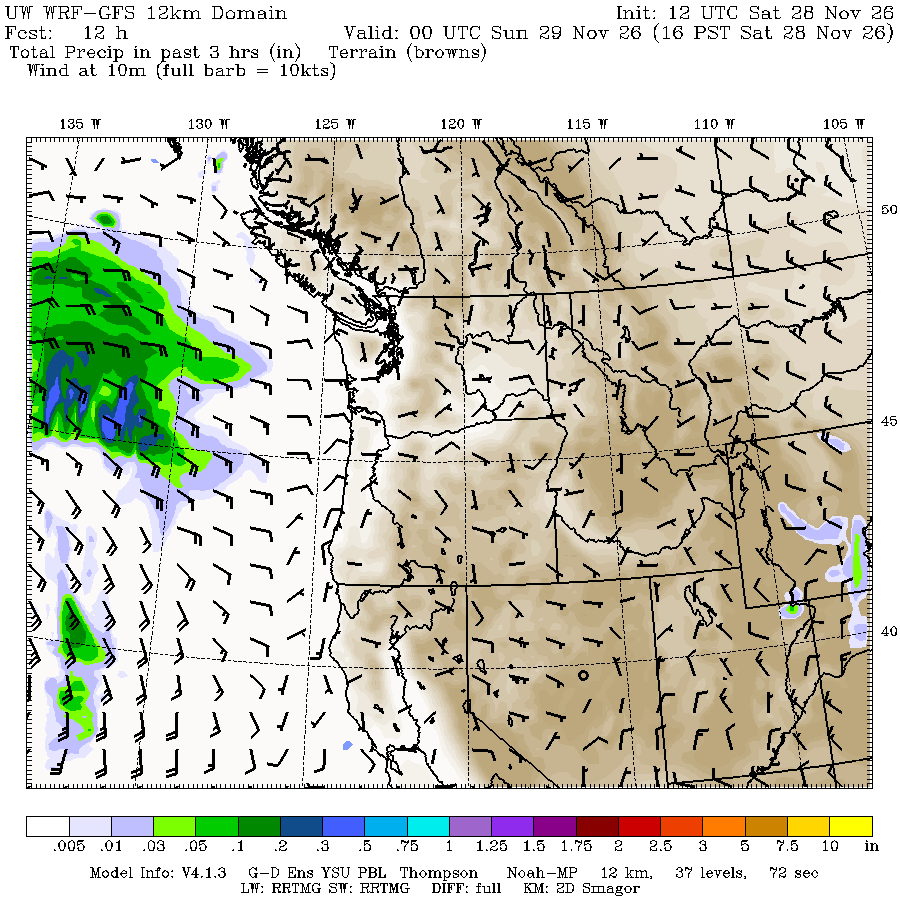 UW WRF-GFS 12km Domain Init: 12 UTC Sat 28 Nov 26
Fcst: 12 h Valid: 00 UTC Sun 29 Nov 26 (16 PST Sat 28 Nov 26)
Total Precip in past 3 hrs (in) Terrain (browns)
Wind at 10m (full barb = 10kts)
135 W 130 W 125 W 120 W 115 W 110 W 105 W
50
45
40
.005 .01 .03 .05 .1 .2 .3 .5 .75 1 1.25 1.5 1.75 2 2.5 3 5 7.5 10 in
Model Info: V4.1.3 G-D Ens YSU PBL Thompson Noah-MP 12 km, 37 levels, 72 sec
LW: RRTMG SW: RRTMG DIFF: full KM: 2D Smagor